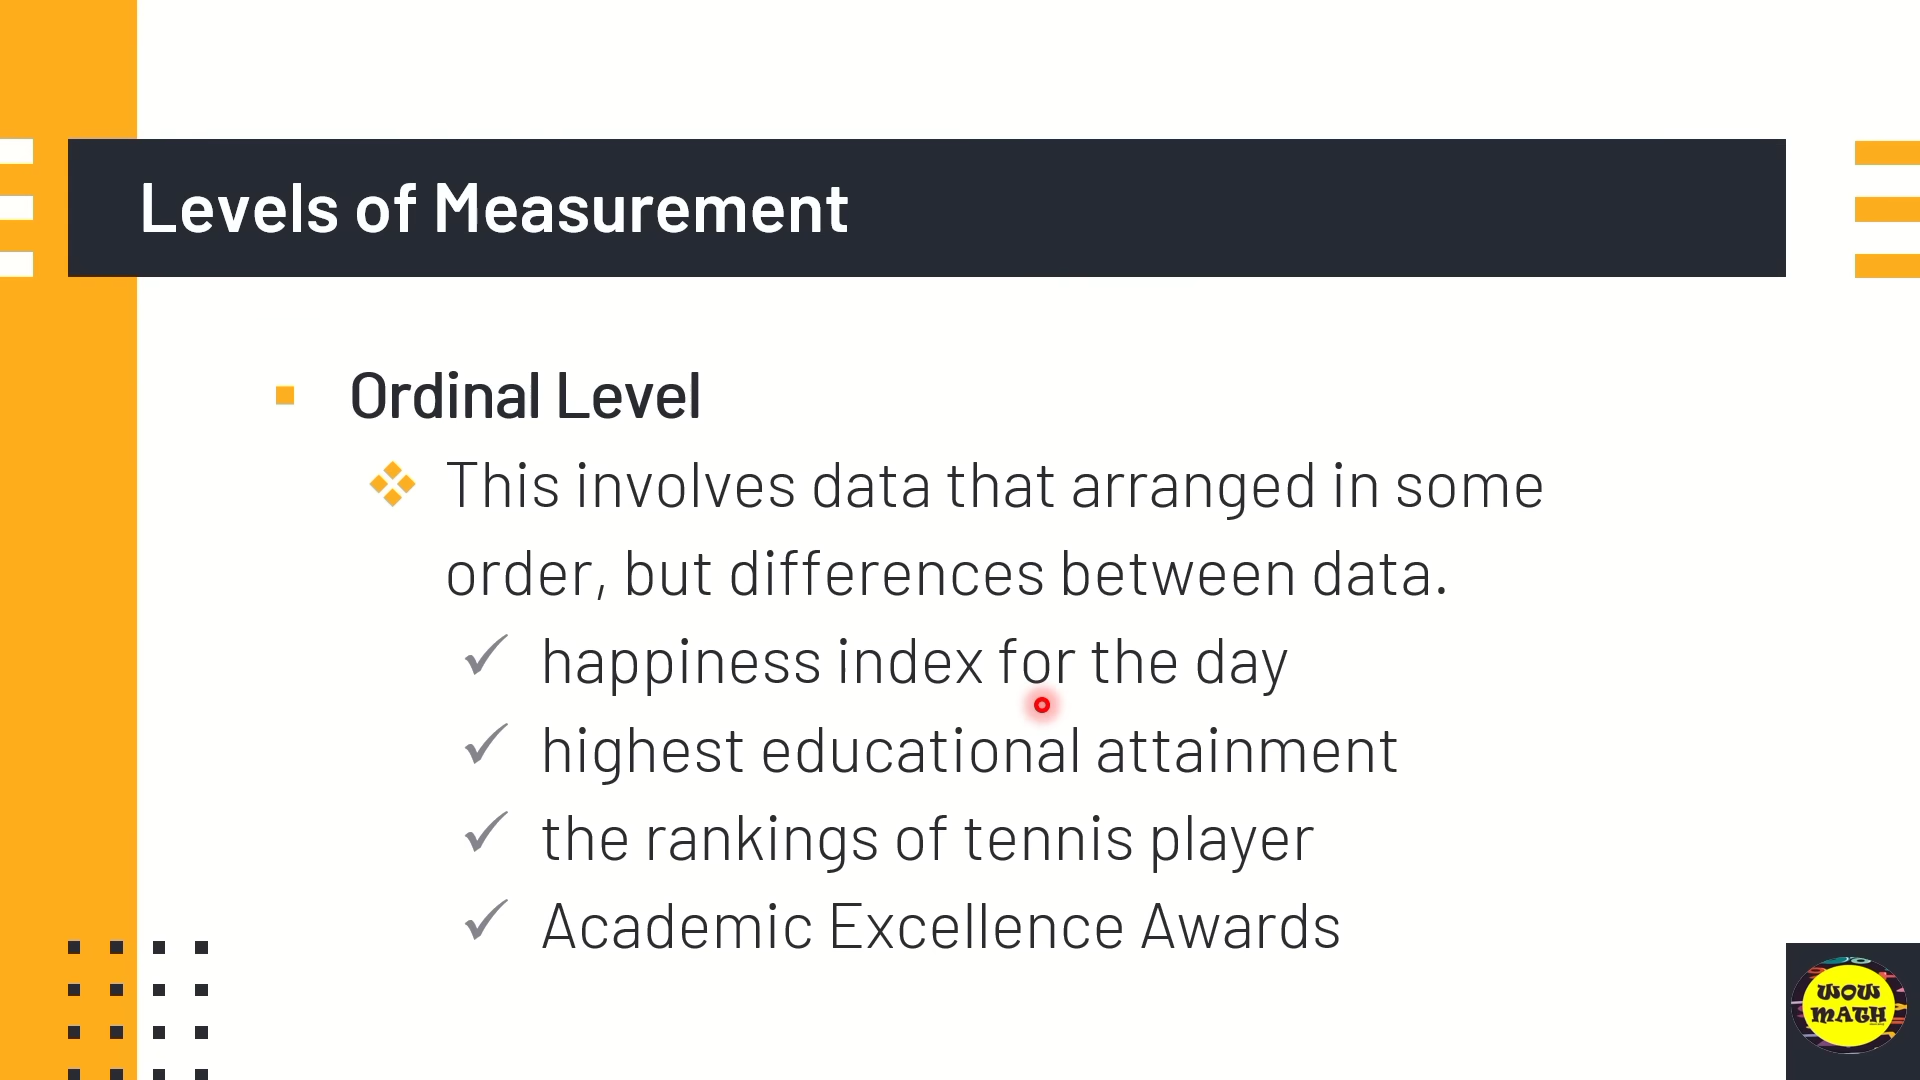 Levels of Measurement
Ordinal Level
This involves data that arranged in some
order, but differences between data.
happiness index for the day
highest educational attainment
the rankings of tennis player
Academic Excellence Awards
WOW
MATH